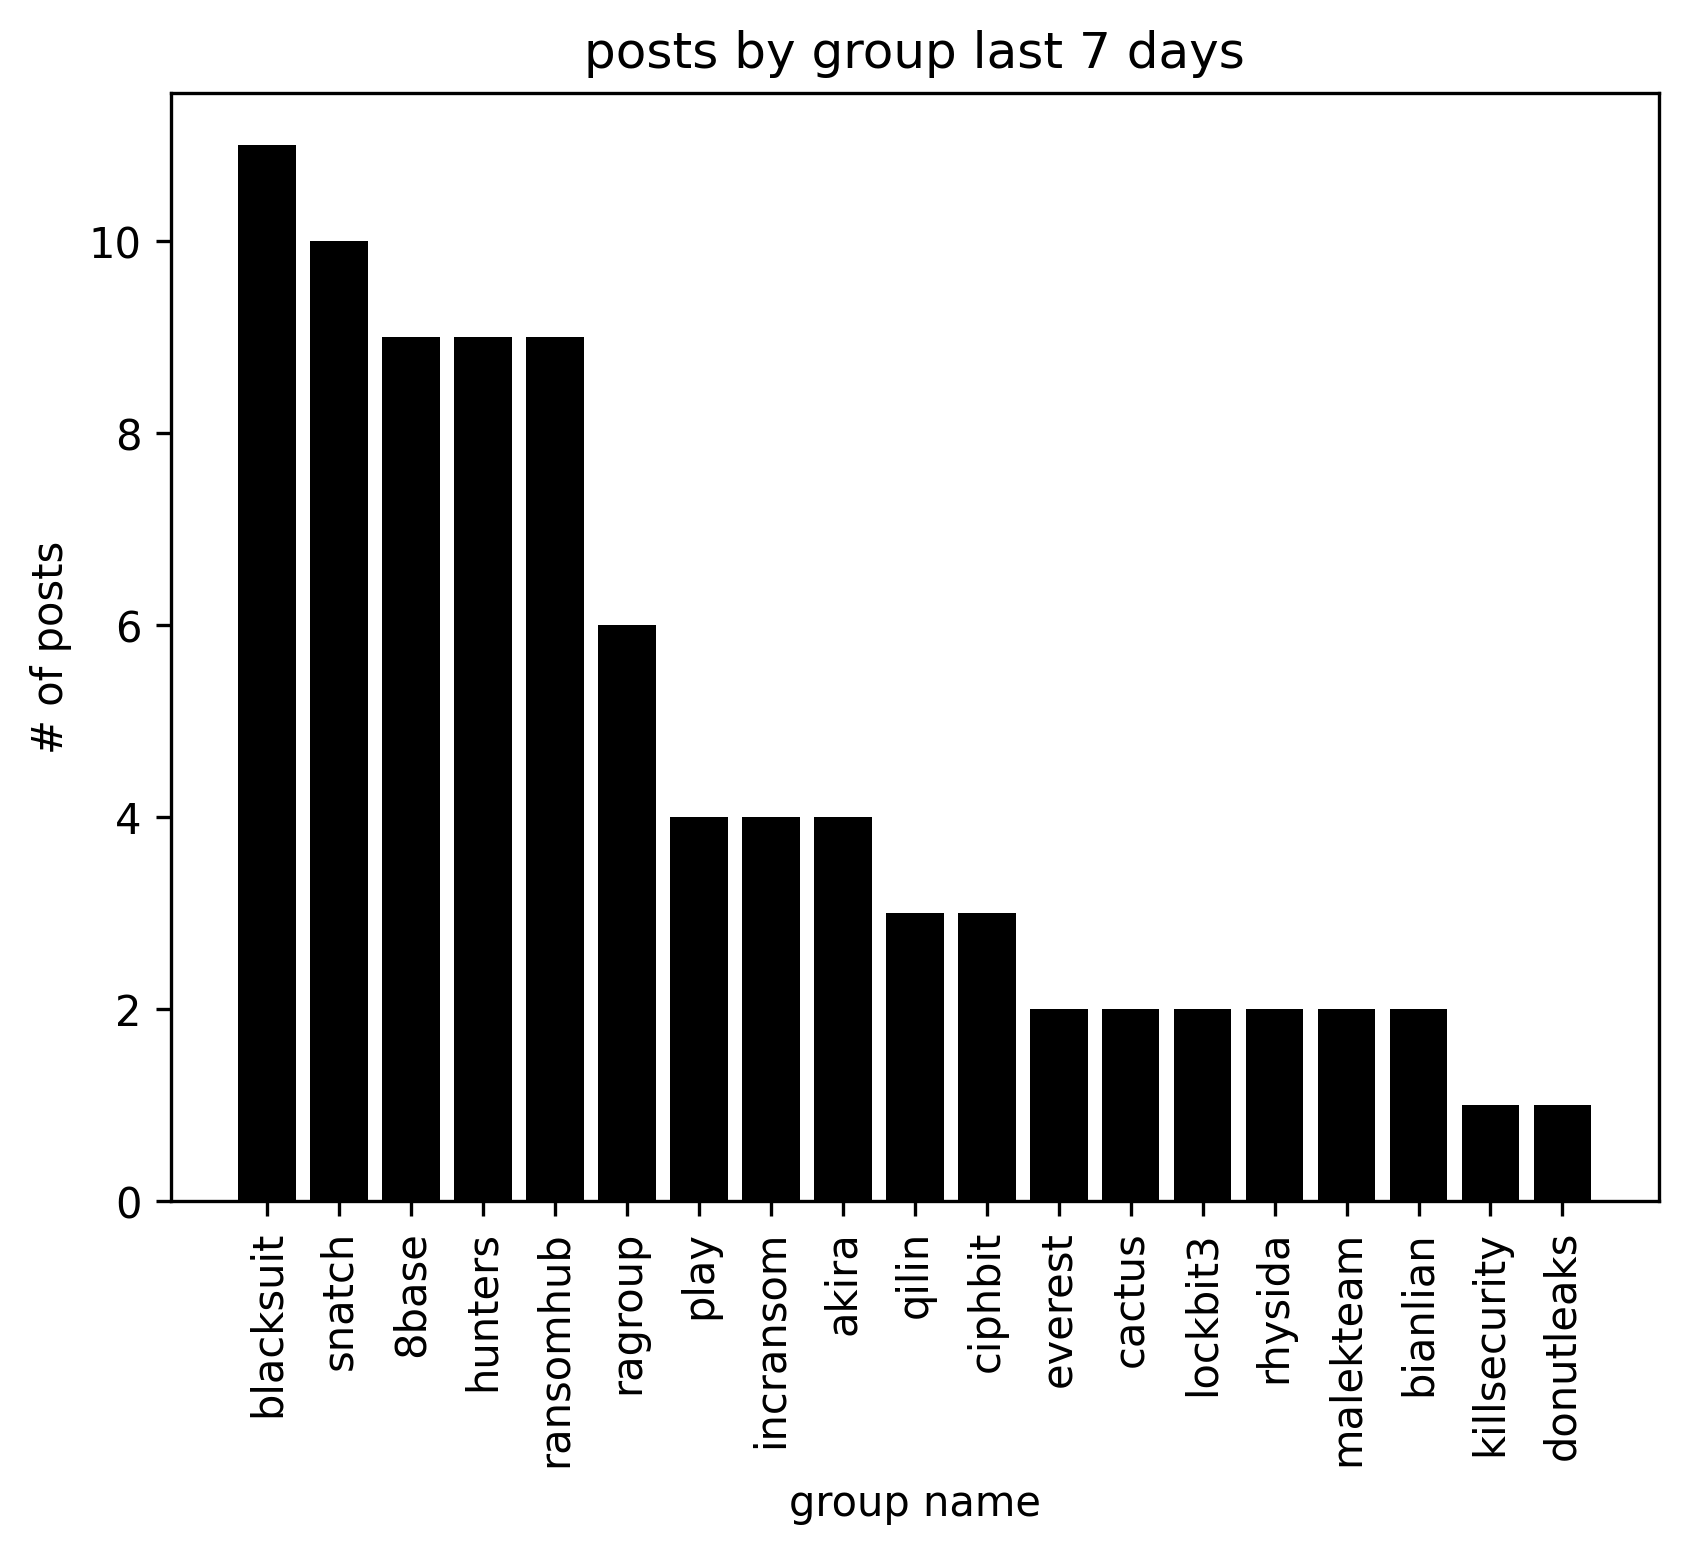 posts by group last 7 days
# of posts
10
8
6
4
2
0
blacksuit
snatch
8base
hunters
ransomhub
ragroup
play
incransom
akira
qilin
ciphbit
everest
cactus
lockbit3
rhysida
malekteam
bianlian
killsecurity
donutleaks
group name